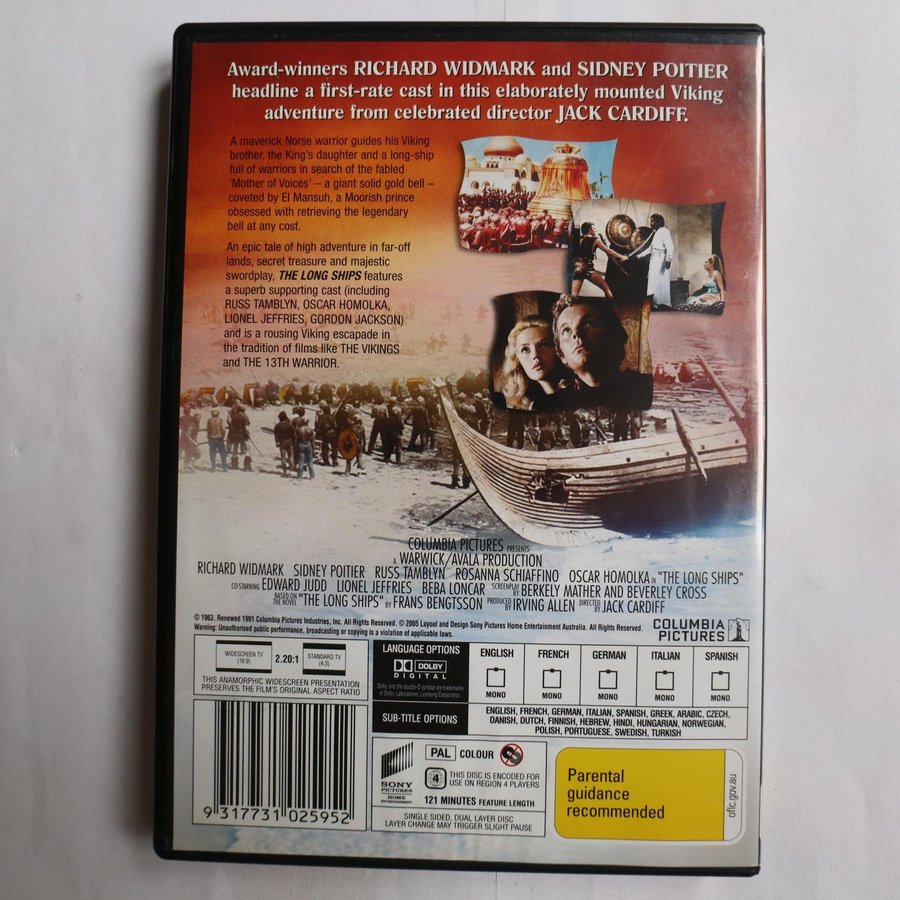 Award-winners RICHARD WIDMARK and SIDNEY POITIER
headline a first-rate cast in this elaborately mounted Viking
adventure from celebrated director JACK CARDIFF.
A maverick Norse warrior guides his Viking
brother, the King's daughter and a long-ship
full of warriors in search of the fabled
'Mother of Voices' – a giant solid gold bell –
coveted by El Mansuh, a Moorish prince
obsessed with retrieving the legendary
bell at any cost.
An epic tale of high adventure in far-off
lands, secret treasure and majestic
swordplay, THE LONG SHIPS features
a superb supporting cast (including
RUSS TAMBLYN, OSCAR HOMOLKA,
LIONEL JEFFRIES, GORDON JACKSON)
and is a rousing Viking escapade in
the tradition of films like THE VIKINGS
and THE 13TH WARRIOR.
COLUMBIA PICTURES PRESENTS
A WARWICK/AVALA PRODUCTION
RICHARD WIDMARK SIDNEY POITIER RUSS TAMBLYN ROSANNA SCHIAFFINO OSCAR HOMOLKA IN "THE LONG SHIPS"
CO-STARRING EDWARD JUDD LIONEL JEFFRIES BEBA LONCAR SCREENPLAY BY BERKELY MATHER AND BEVERLEY CROSS
BASED ON THE NOVEL "THE LONG SHIPS" BY FRANS BENGTSSON PRODUCED BY IRVING ALLEN DIRECTED BY JACK CARDIFF
© 1963, Renewed 1991 Columbia Pictures Industries, Inc. All Rights Reserved. © 2005 Layout and Design Sony Pictures Home Entertainment Australia. All Rights Reserved.
Warning: Unauthorised public performance, broadcasting or copying is a violation of applicable laws.
COLUMBIA
PICTURES
WIDESCREEN TV
(16:9)
2.20:1
STANDARD TV
(4:3)
THIS ANAMORPHIC WIDESCREEN PRESENTATION
PRESERVES THE FILM'S ORIGINAL ASPECT RATIO
LANGUAGE OPTIONS
DOLBY
DIGITAL
Dolby and the double-D symbol are trademarks
of Dolby Laboratories Licensing Corporation.
ENGLISH FRENCH GERMAN ITALIAN SPANISH
MONO MONO MONO MONO MONO
SUB-TITLE OPTIONS
ENGLISH, FRENCH, GERMAN, ITALIAN, SPANISH, GREEK, ARABIC, CZECH,
DANISH, DUTCH, FINNISH, HEBREW, HINDI, HUNGARIAN, NORWEGIAN,
POLISH, PORTUGUESE, SWEDISH, TURKISH
9 317731 025952
SONY
PICTURES
HOME
ENTERTAINMENT
PAL COLOUR
4
THIS DISC IS ENCODED FOR
USE ON REGION 4 PLAYERS
121 MINUTES FEATURE LENGTH
SINGLE SIDED, DUAL LAYER DISC
LAYER CHANGE MAY TRIGGER SLIGHT PAUSE
Parental
guidance
recommended
oflc.gov.au